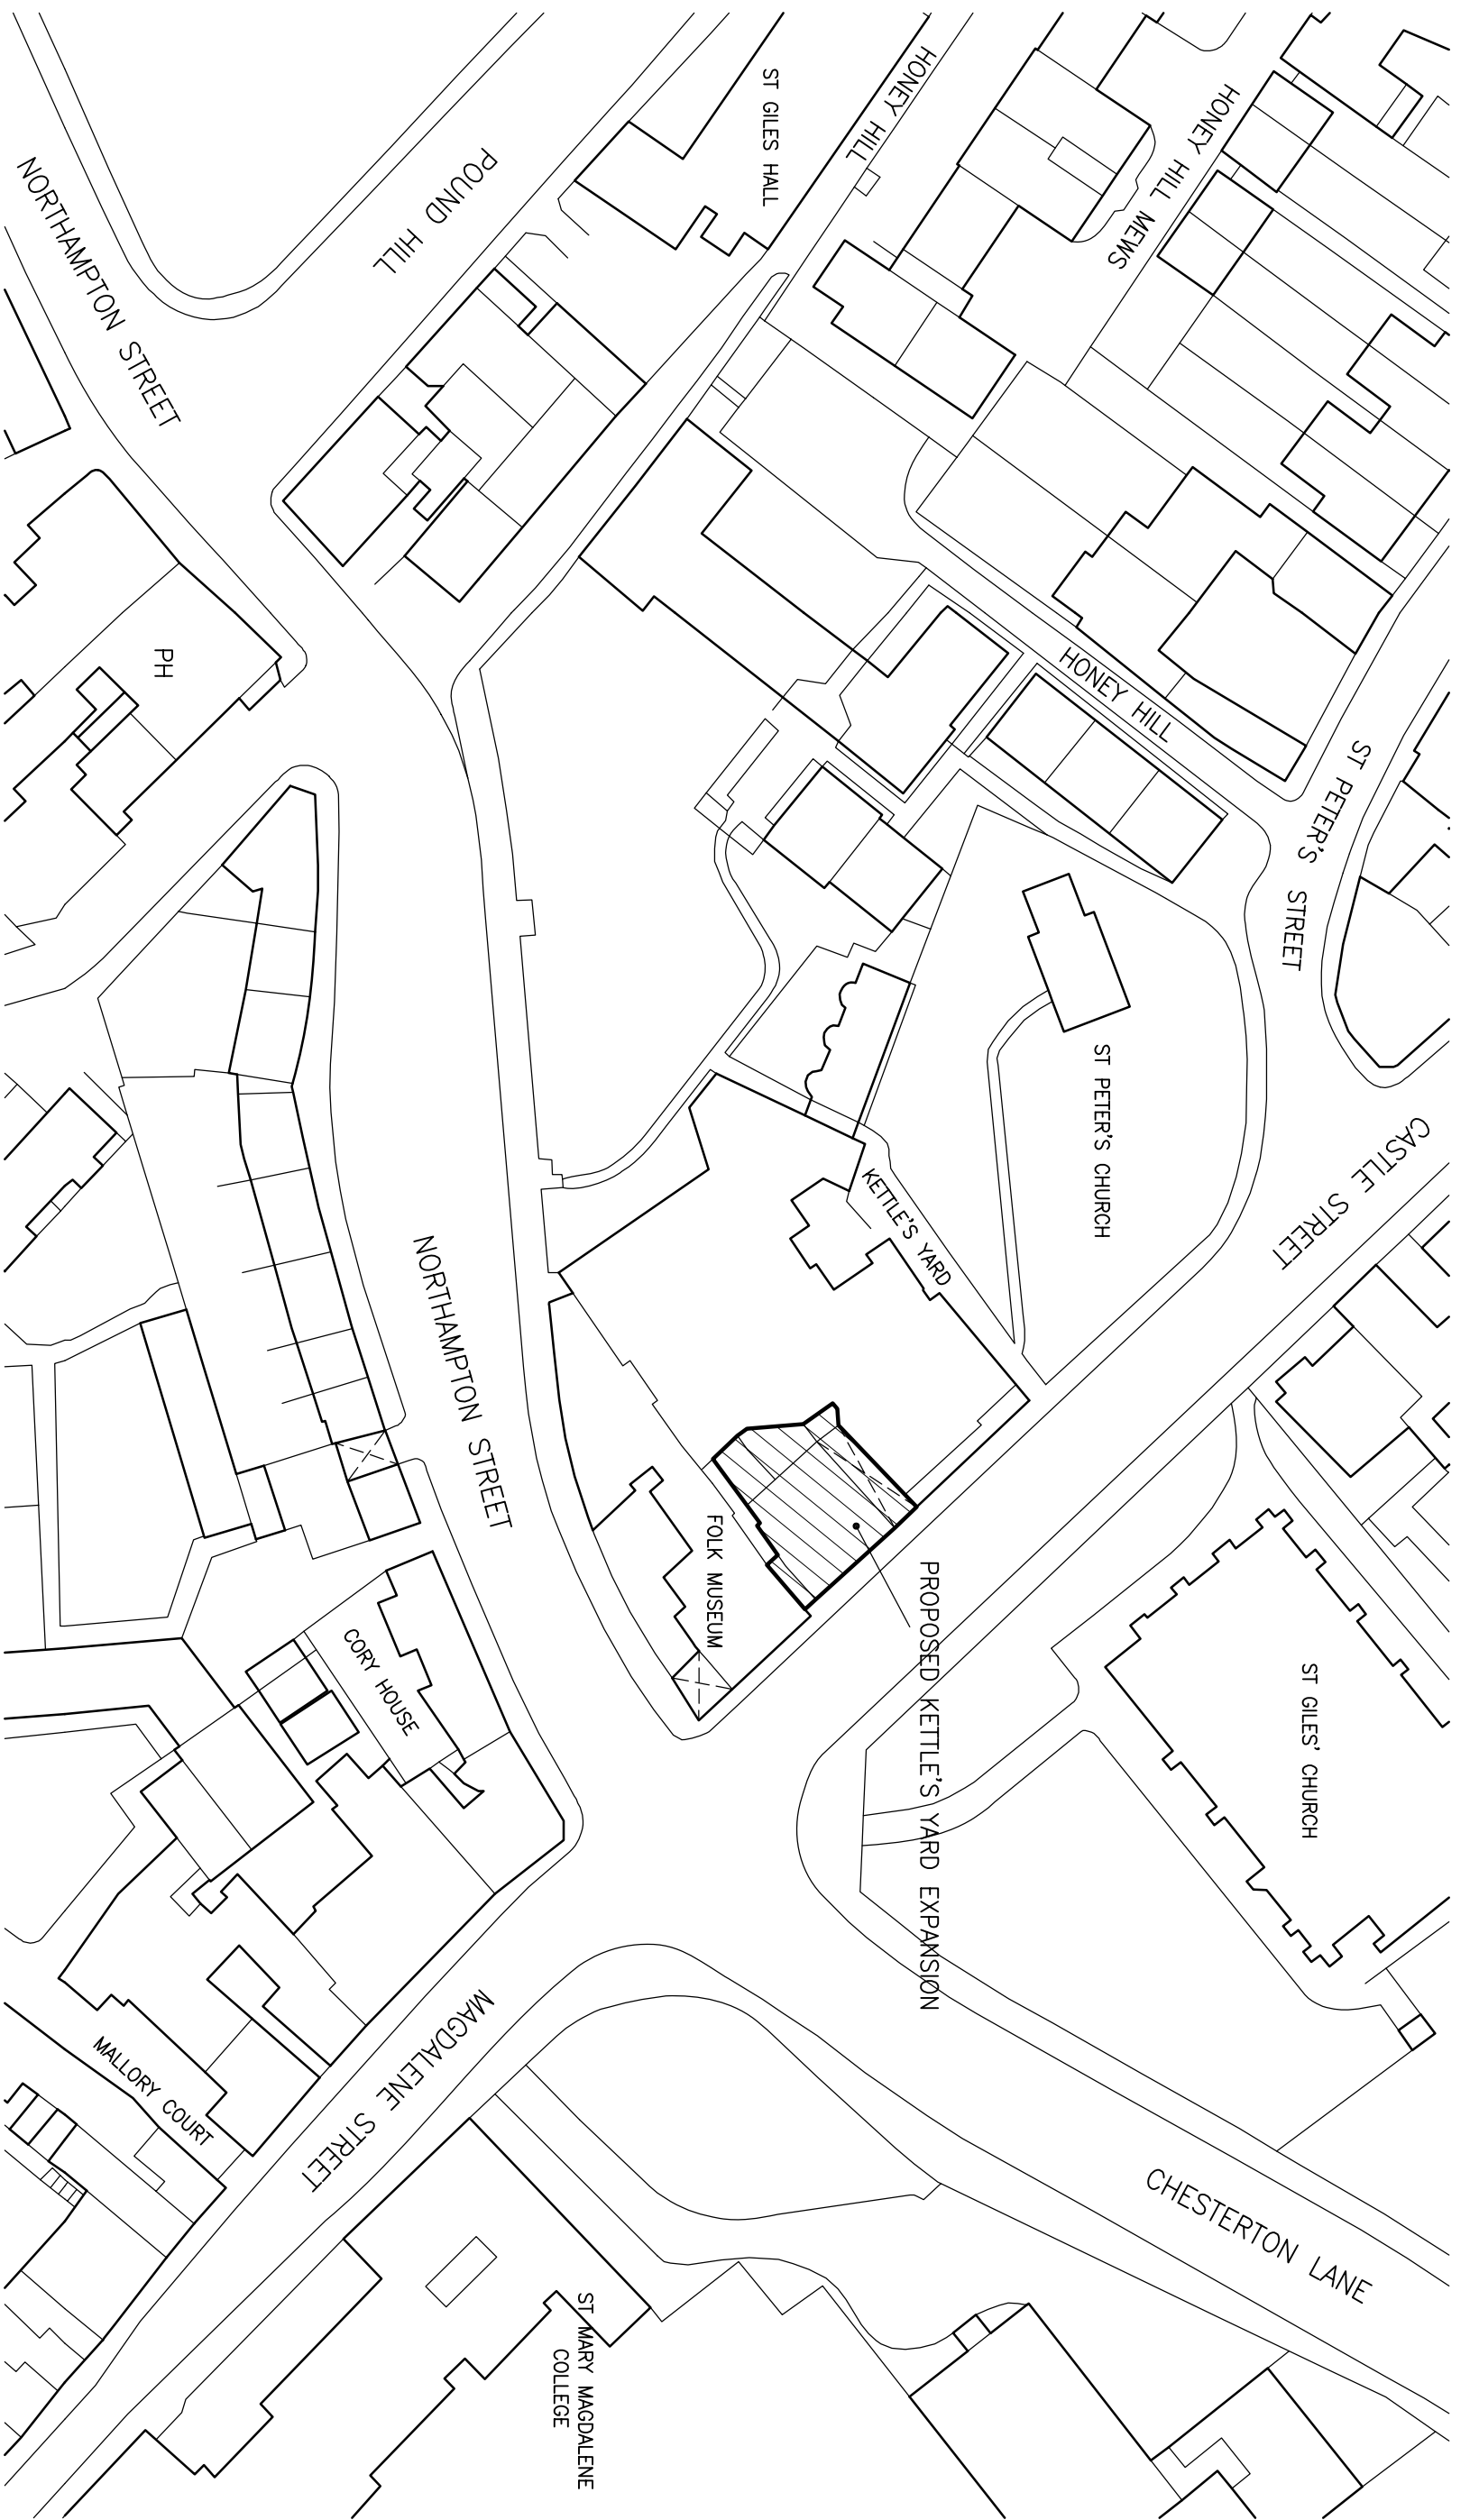 HONEY HILL
ST GILES HALL
HONEY HILL MEWS
POUND HILL
NORTHAMPTON STREET
PH
HONEY HILL
ST PETER'S STREET
ST PETER'S CHURCH
CASTLE STREET
KETTLE'S YARD
NORTHAMPTON STREET
FOLK MUSEUM
PROPOSED KETTLE'S YARD EXPANSION
CORY HOUSE
ST GILES' CHURCH
MAGDALENE STREET
MALLORY COURT
CHESTERTON LANE
ST MARY MAGDALENE
COLLEGE